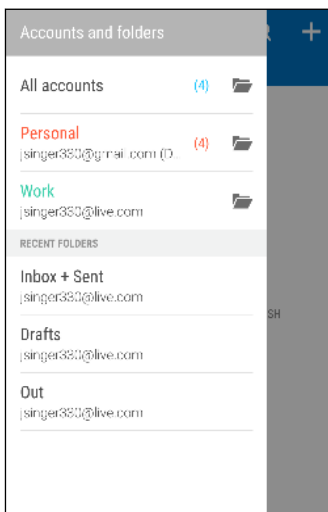 Accounts and folders
All accounts (4)
Personal
jsinger330@gmail.com (D... (4)
Work
jsinger330@live.com
RECENT FOLDERS
Inbox + Sent
jsinger330@live.com
Drafts
jsinger330@live.com
Out
jsinger330@live.com
SH